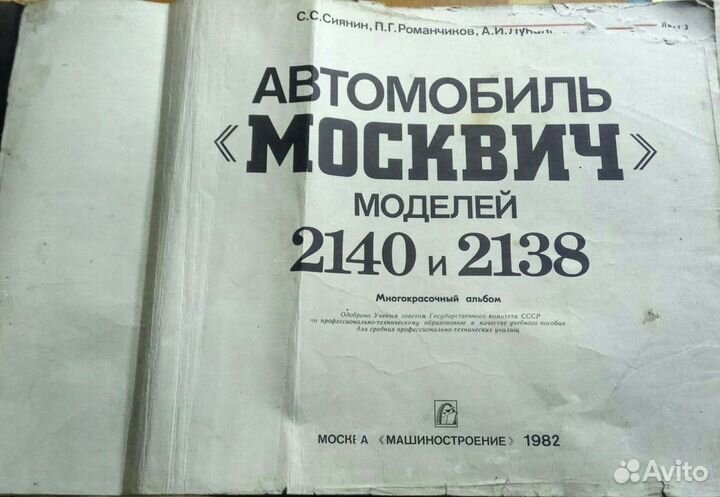 С.С.Сиянин, П.Г.Романчиков, А.И.
АВТОМОБИЛЬ
«МОСКВИЧ»
МОДЕЛЕЙ
2140 и 2138
Многокрасочный альбом
Одобрено Ученым советом Государственного комитета СССР
по профессионально-техническому образованию в качестве учебного пособия
для средних профессионально-технических училищ
МОСКВА «МАШИНОСТРОЕНИЕ» 1982
Avito